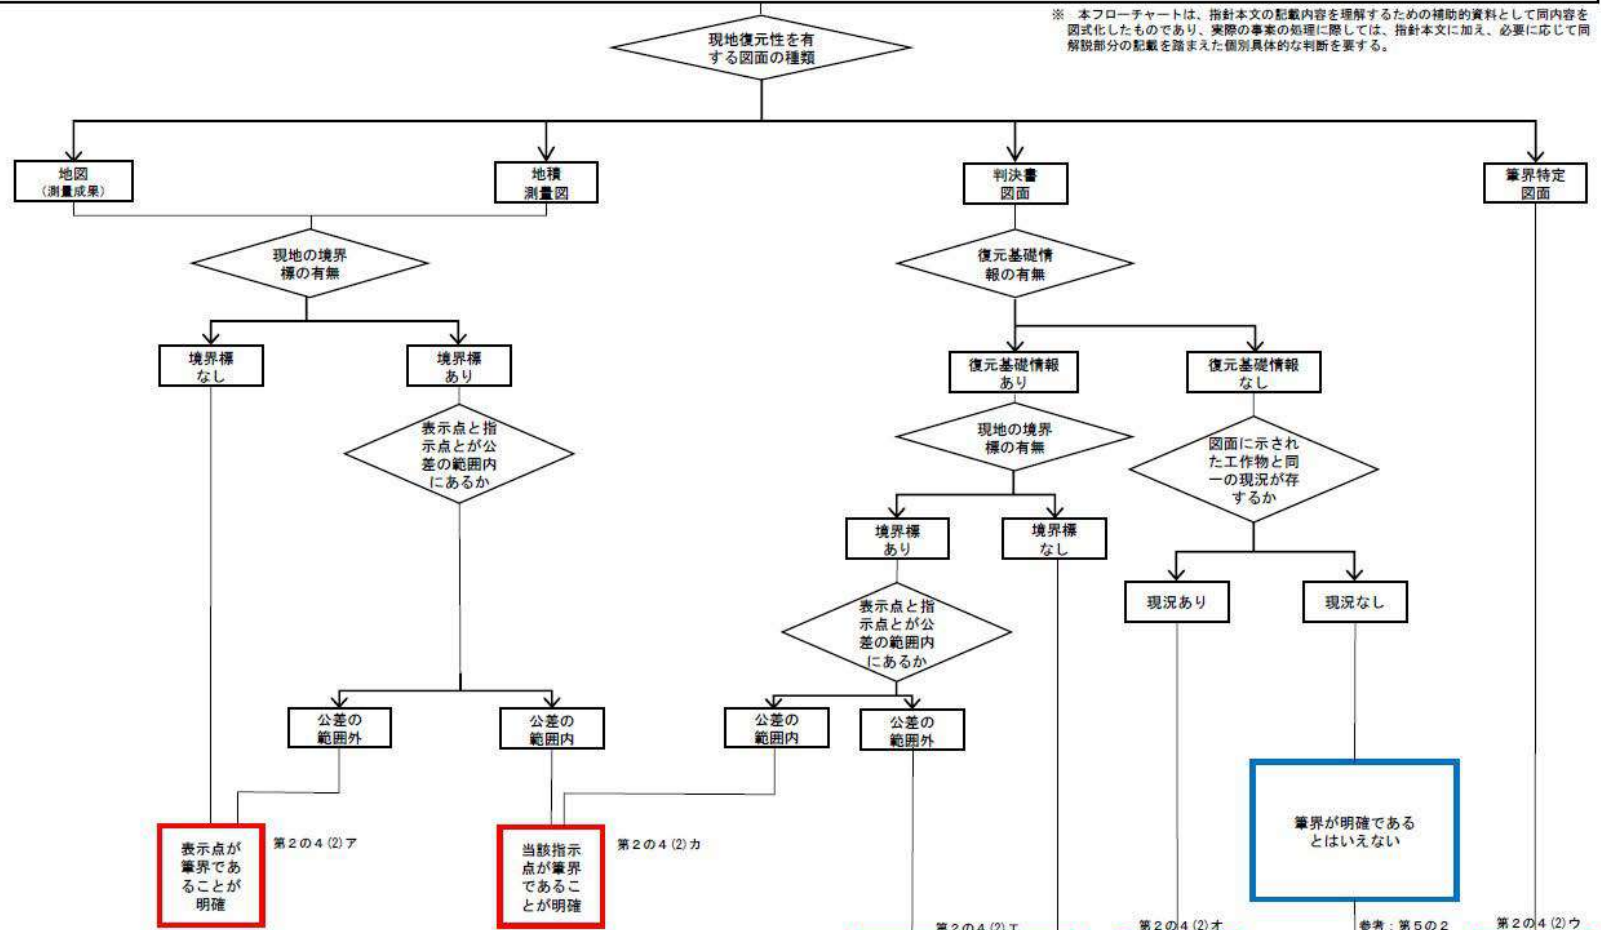 ※　本フローチャートは、指針本文の記載内容を理解するための補助的資料として同内容を
図式化したものであり、実際の事案の処理に際しては、指針本文に加え、必要に応じて同
解説部分の記載を踏まえた個別具体的な判断を要する。
現地復元性を有
する図面の種類
地図
（測量成果）
地積
測量図
判決書
図面
筆界特定
図面
現地の境界
標の有無
復元基礎情
報の有無
境界標
なし
境界標
あり
復元基礎情報
あり
復元基礎情報
なし
表示点と指
示点とが公
差の範囲内
にあるか
現地の境界
標の有無
図面に示され
た工作物と同
一の現況が存
するか
境界標
あり
境界標
なし
現況あり
現況なし
表示点と指
示点とが公
差の範囲内
にあるか
公差の
範囲外
公差の
範囲内
公差の
範囲内
公差の
範囲外
表示点が
筆界であ
ることが
明確
第２の４(2)ア
当該指示
点が筆界
であるこ
とが明確
第２の４(2)カ
筆界が明確である
とはいえない
第２の４(2)エ
第２の４(2)オ
参考：第５の２
第２の４(2)ウ